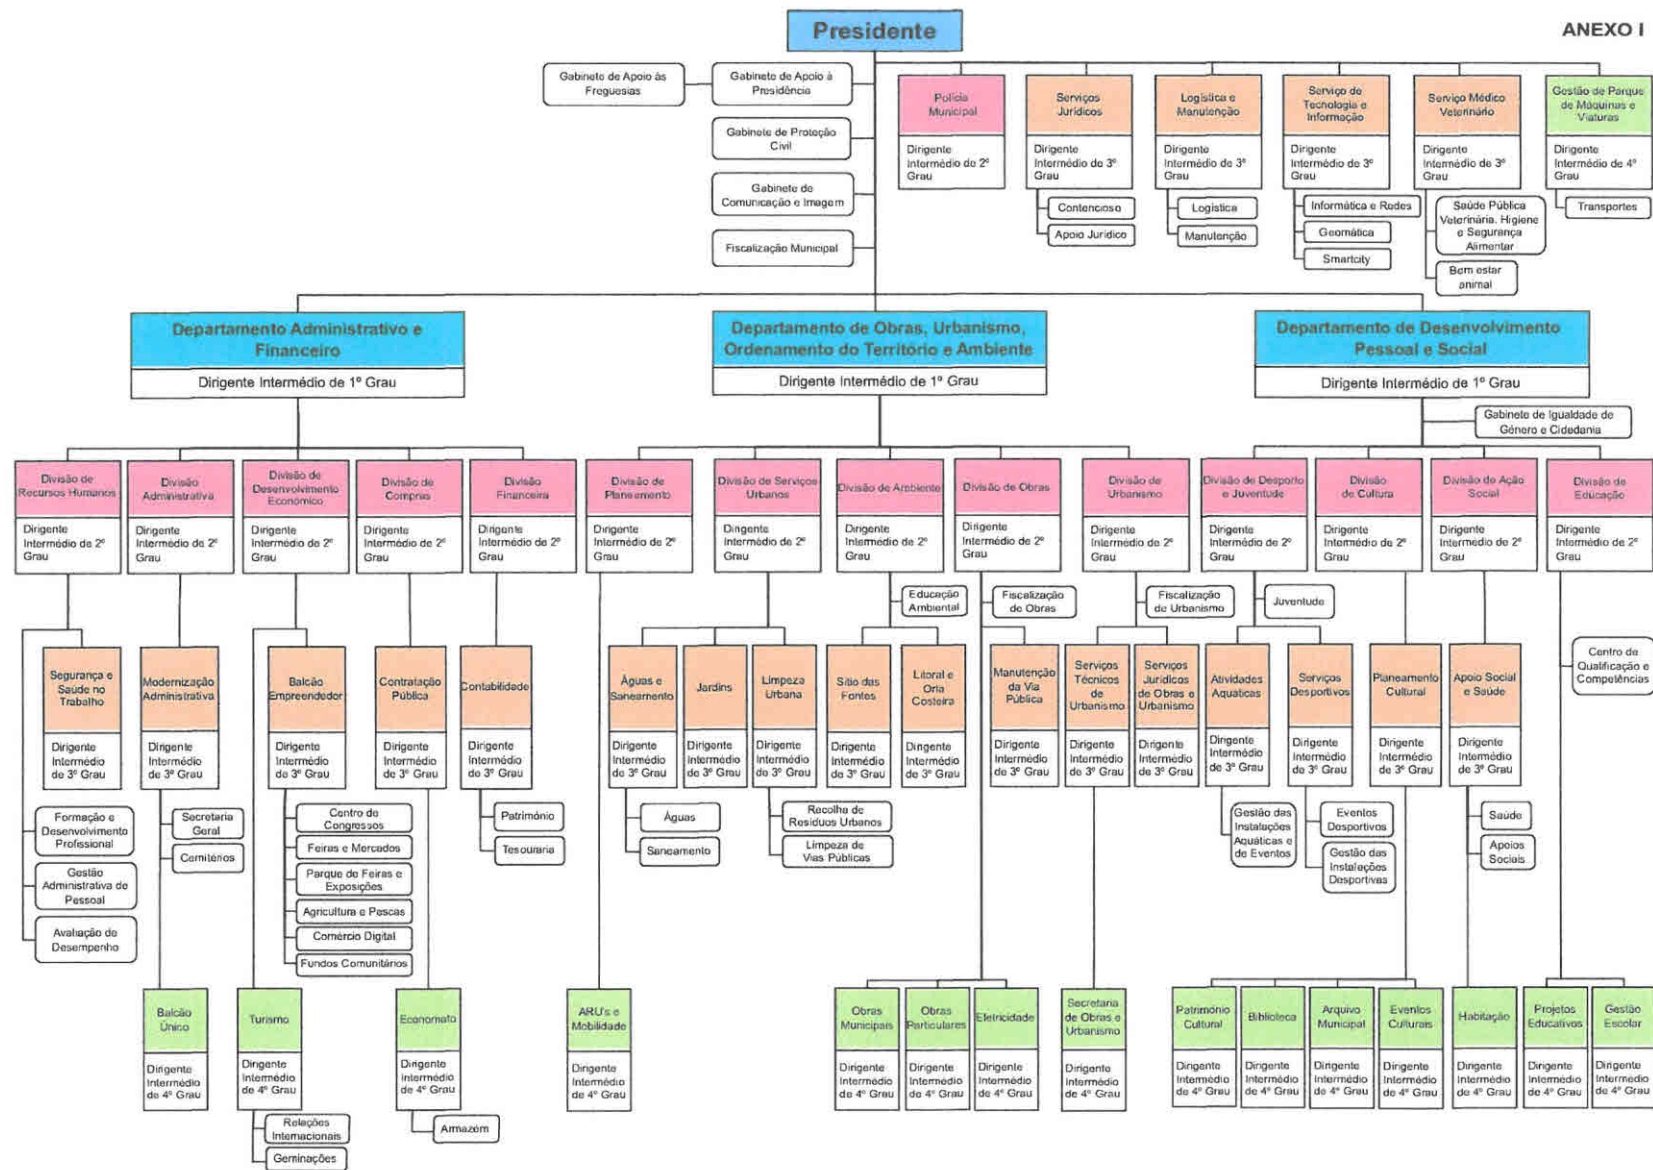 Presidente
ANEXO I
Gabinete de Apoio às
Freguesias
Gabinete de Apoio à
Presidência
Gabinete de Proteção
Civil
Gabinete de
Comunicação e Imagem
Fiscalização Municipal
Polícia
Municipal
Dirigente
Intermédio de 2º
Grau
Serviços
Jurídicos
Dirigente
Intermédio de 3º
Grau
Contencioso
Apoio Jurídico
Logística e
Manutenção
Dirigente
Intermédio de 3º
Grau
Logística
Manutenção
Serviço de
Tecnologia e
Informação
Dirigente
Intermédio de 3º
Grau
Informática e Redes
Geomática
Smartcity
Serviço Médico
Veterinário
Dirigente
Intermédio de 3º
Grau
Saúde Pública
Veterinária. Higiene
e Segurança
Alimentar
Bem estar
animal
Gestão de Parque
de Máquinas e
Viaturas
Dirigente
Intermédio de 4º
Grau
Transportes
Departamento Administrativo e
Financeiro
Dirigente Intermédio de 1º Grau
Departamento de Obras, Urbanismo,
Ordenamento do Território e Ambiente
Dirigente Intermédio de 1º Grau
Departamento de Desenvolvimento
Pessoal e Social
Dirigente Intermédio de 1º Grau
Gabinete de Igualdade de
Género e Cidadania
Divisão de
Recursos Humanos
Dirigente
Intermédio de 2º
Grau
Divisão
Administrativa
Dirigente
Intermédio de 2º
Grau
Divisão de
Desenvolvimento
Económico
Dirigente
Intermédio de 2º
Grau
Divisão
de Compras
Dirigente
Intermédio de 2º
Grau
Divisão
Financeira
Dirigente
Intermédio de 2º
Grau
Divisão
de Planeamento
Dirigente
Intermédio de 2º
Grau
Divisão de Serviços
Urbanos
Dirigente
Intermédio de 2º
Grau
Divisão de Ambiente
Dirigente
Intermédio de 2º
Grau
Divisão de Obras
Dirigente
Intermédio de 2º
Grau
Divisão de
Urbanismo
Dirigente
Intermédio de 2º
Grau
Divisão de Desporto
e Juventude
Dirigente
Intermédio de 2º
Grau
Divisão
de Cultura
Dirigente
Intermédio de 2º
Grau
Divisão de Ação
Social
Dirigente
Intermédio de 2º
Grau
Divisão de
Educação
Dirigente
Intermédio de 2º
Grau
Educação
Ambiental
Fiscalização
de Obras
Fiscalização
de Urbanismo
Juventude
Segurança e
Saúde no
Trabalho
Dirigente
Intermédio
de 3º Grau
Modernização
Administrativa
Dirigente
Intermédio
de 3º Grau
Balcão
Empreendedor
Dirigente
Intermédio
de 3º Grau
Contratação
Pública
Dirigente
Intermédio
de 3º Grau
Contabilidade
Dirigente
Intermédio
de 3º Grau
Águas e
Saneamento
Dirigente
Intermédio
de 3º Grau
Jardins
Dirigente
Intermédio
de 3º Grau
Limpeza
Urbana
Dirigente
Intermédio
de 3º Grau
Sítio das
Fontes
Dirigente
Intermédio
de 3º Grau
Litoral e
Orla
Costeira
Dirigente
Intermédio
de 3º Grau
Manutenção
da Via
Pública
Dirigente
Intermédio
de 3º Grau
Serviços
Técnicos
de
Urbanismo
Dirigente
Intermédio
de 3º Grau
Serviços
Jurídicos
de Obras e
Urbanismo
Dirigente
Intermédio
de 3º Grau
Atividades
Aquáticas
Dirigente
Intermédio
de 3º Grau
Serviços
Desportivos
Dirigente
Intermédio
de 3º Grau
Planeamento
Cultural
Dirigente
Intermédio
de 3º Grau
Apoio Social
e Saúde
Dirigente
Intermédio
de 3º Grau
Centro de
Qualificação e
Competências
Formação e
Desenvolvimento
Profissional
Gestão
Administrativa de
Pessoal
Avaliação de
Desempenho
Secretaria
Geral
Cemitérios
Centro de
Congressos
Feiras e Mercados
Parque de Feiras e
Exposições
Agricultura e Pescas
Comércio Digital
Fundos Comunitários
Património
Tesouraria
Águas
Saneamento
Recolha de
Resíduos Urbanos
Limpeza de
Vias Públicas
Gestão das
Instalações
Aquáticas e
de Eventos
Eventos
Desportivos
Gestão das
Instalações
Desportivas
Saúde
Apoios
Sociais
Balcão
Único
Dirigente
Intermédio
de 4º Grau
Turismo
Dirigente
Intermédio
de 4º Grau
Relações
Internacionais
Geminações
Economato
Dirigente
Intermédio
de 4º Grau
Armazém
ARU's e
Mobilidade
Dirigente
Intermédio
de 4º Grau
Obras
Municipais
Dirigente
Intermédio
de 4º Grau
Obras
Particulares
Dirigente
Intermédio
de 4º Grau
Eletricidade
Dirigente
Intermédio
de 4º Grau
Secretaria
de Obras e
Urbanismo
Dirigente
Intermédio
de 4º Grau
Património
Cultural
Dirigente
Intermédio
de 4º Grau
Biblioteca
Dirigente
Intermédio
de 4º Grau
Arquivo
Municipal
Dirigente
Intermédio
de 4º Grau
Eventos
Culturais
Dirigente
Intermédio
de 4º Grau
Habitação
Dirigente
Intermédio
de 4º Grau
Projetos
Educativos
Dirigente
Intermédio
de 4º Grau
Gestão
Escolar
Dirigente
Intermédio
de 4º Grau